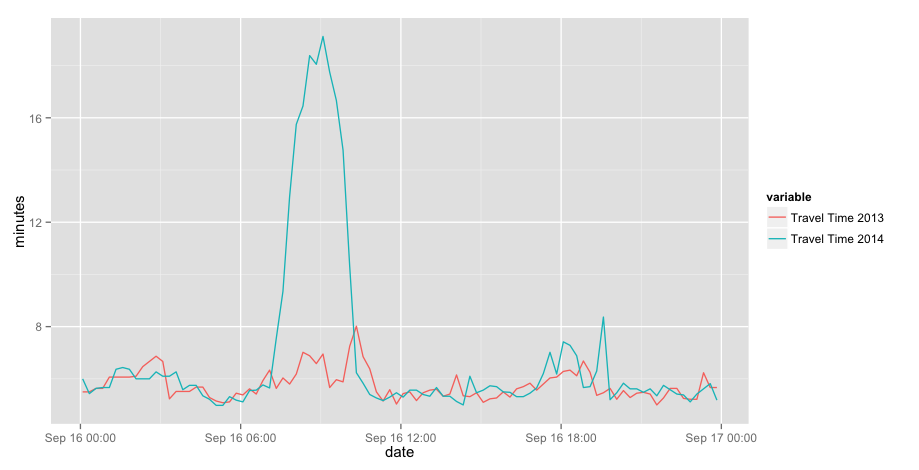 16
12
8
minutes
Sep 16 00:00
Sep 16 06:00
Sep 16 12:00
Sep 16 18:00
Sep 17 00:00
date
variable
Travel Time 2013
Travel Time 2014